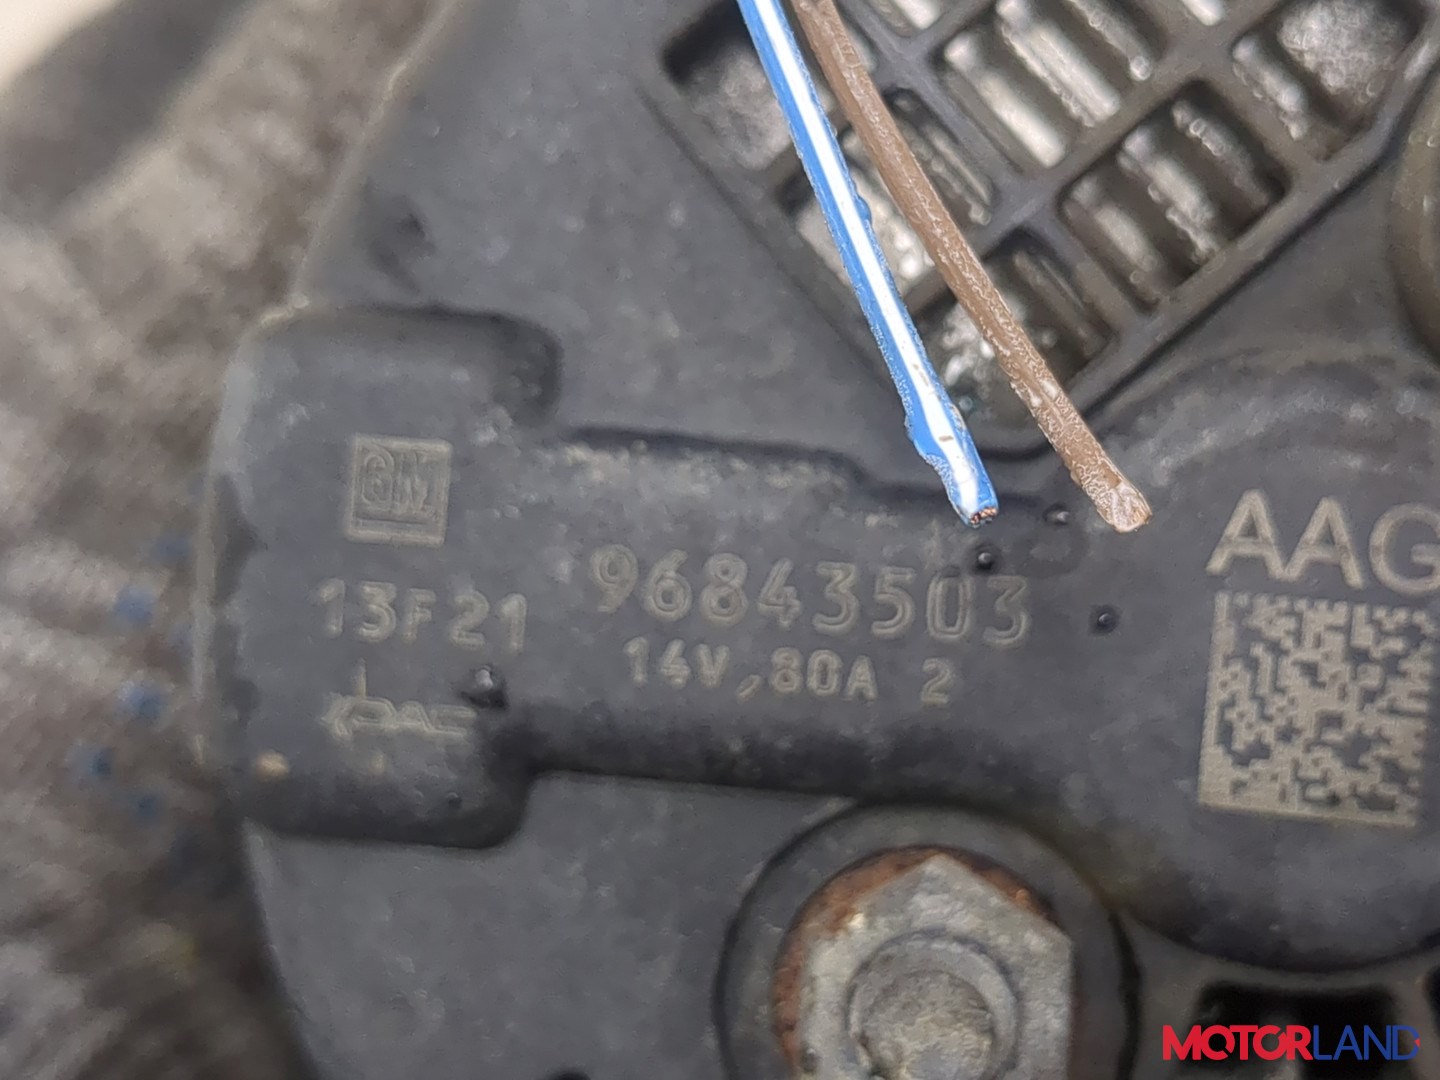 GM
13F21
96843503
14V,80A 2
AAG
MOTORLAND